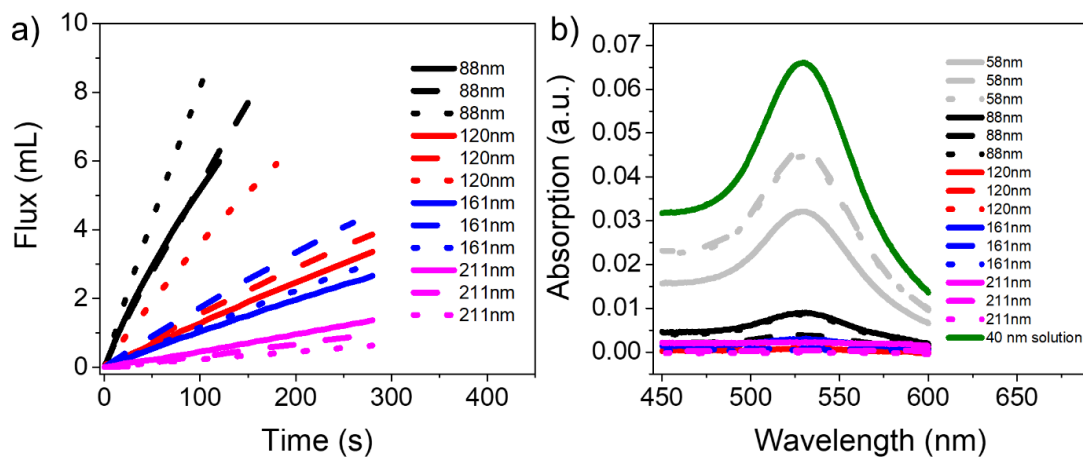 a)
Flux (mL)
10
8
6
4
2
0
0 100 200 300 400
Time (s)
88nm
88nm
88nm
120nm
120nm
120nm
161nm
161nm
161nm
211nm
211nm
211nm
b)
Absorption (a.u.)
0.07
0.06
0.05
0.04
0.03
0.02
0.01
0.00
450 500 550 600 650
Wavelength (nm)
58nm
58nm
58nm
88nm
88nm
88nm
120nm
120nm
120nm
161nm
161nm
161nm
211nm
211nm
211nm
40 nm solution